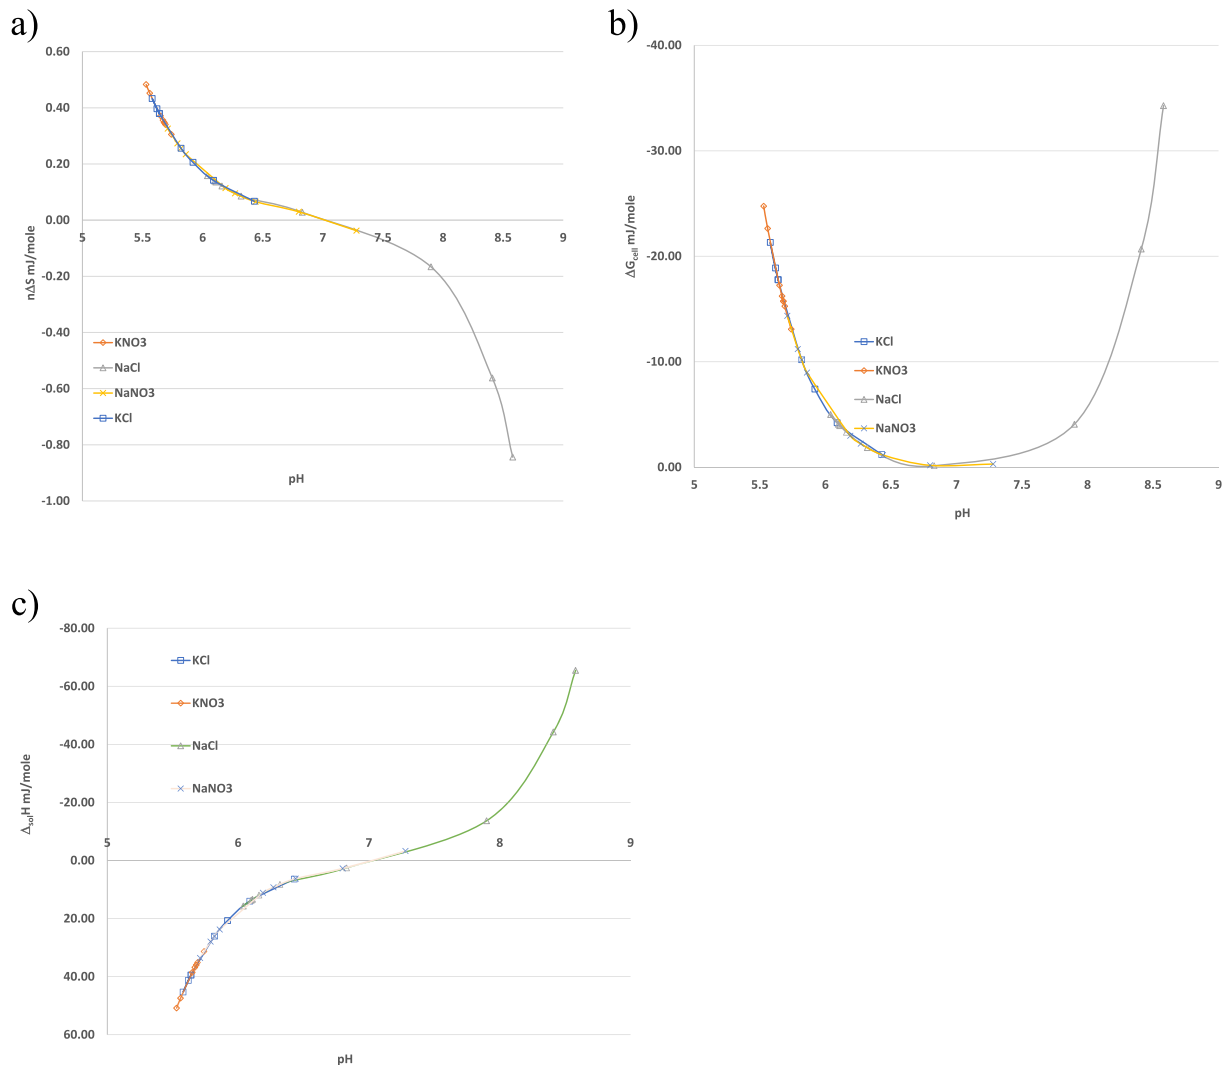 a)
0.60
0.40
0.20
0.00
-0.20
-0.40
-0.60
-0.80
-1.00
5
5.5
6
6.5
7
7.5
8
8.5
9
nΔS mJ/mole
KNO3
NaCl
NaNO3
KCl
pH
b)
-40.00
-30.00
-20.00
-10.00
0.00
5
5.5
6
6.5
7
7.5
8
8.5
9
ΔGcell mJ/mole
KCl
KNO3
NaCl
NaNO3
pH
c)
-80.00
-60.00
-40.00
-20.00
0.00
20.00
40.00
60.00
5
6
7
8
9
ΔsolH mJ/mole
KCl
KNO3
NaCl
NaNO3
pH